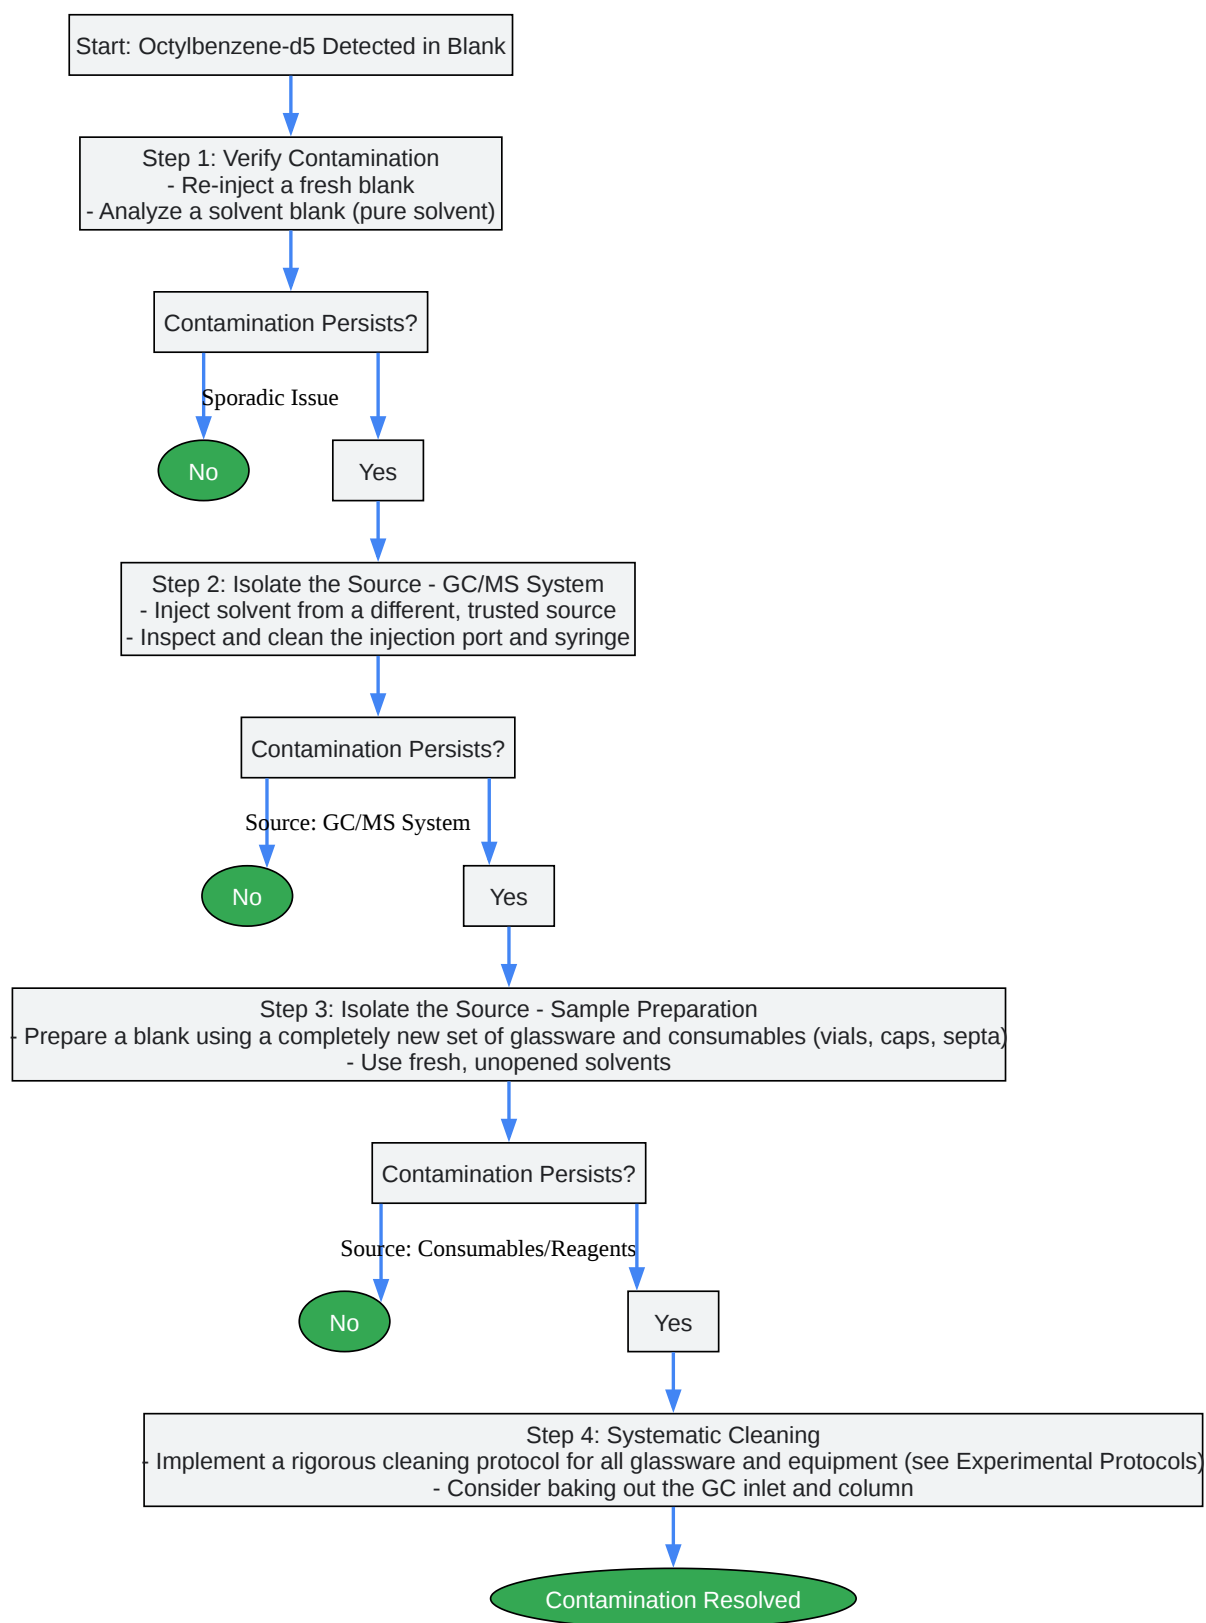 Start: Octylbenzene-d5 Detected in Blank
Step 1: Verify Contamination
- Re-inject a fresh blank
- Analyze a solvent blank (pure solvent)
Contamination Persists?
Sporadic Issue
No
Yes
Step 2: Isolate the Source - GC/MS System
- Inject solvent from a different, trusted source
- Inspect and clean the injection port and syringe
Contamination Persists?
Source: GC/MS System
No
Yes
Step 3: Isolate the Source - Sample Preparation
- Prepare a blank using a completely new set of glassware and consumables (vials, caps, septa)
- Use fresh, unopened solvents
Contamination Persists?
Source: Consumables/Reagents
No
Yes
Step 4: Systematic Cleaning
- Implement a rigorous cleaning protocol for all glassware and equipment (see Experimental Protocols)
- Consider baking out the GC inlet and column
Contamination Resolved